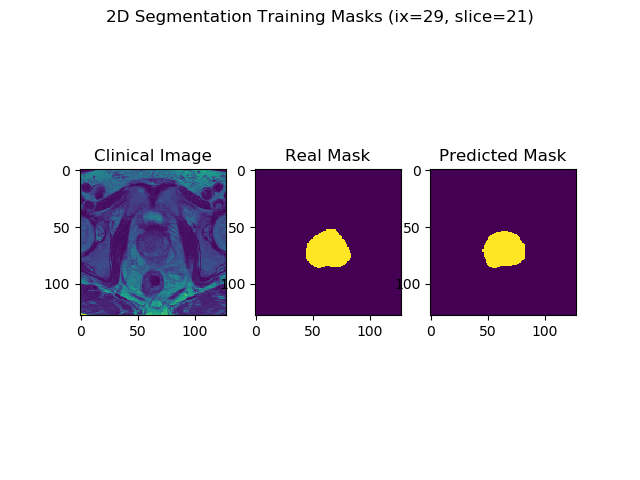 2D Segmentation Training Masks (ix=29, slice=21)
Clinical Image Real Mask Predicted Mask
0 0 0
50 50 50
100 100 100
0 50 100 0 50 100 0 50 100